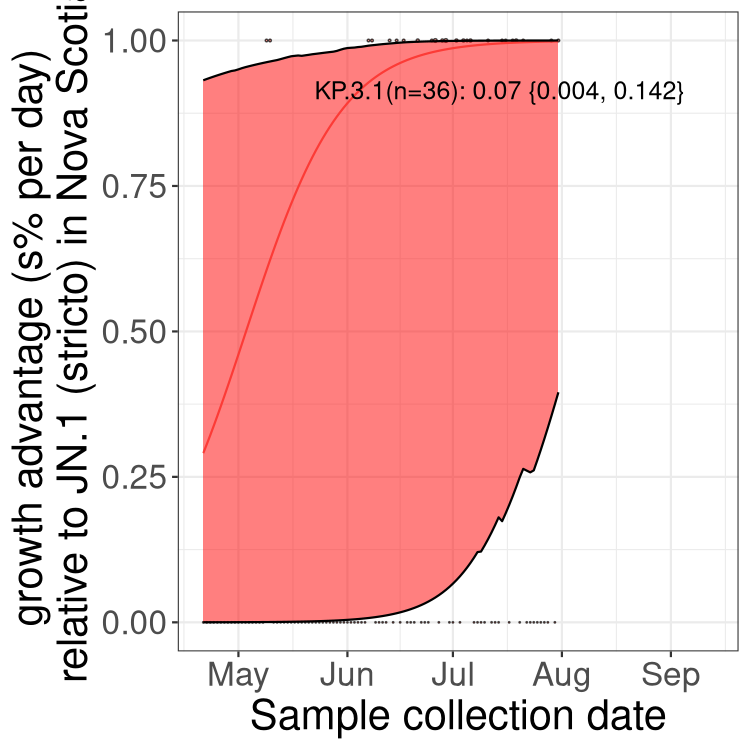 growth advantage (s% per day)
relative to JN.1 (stricto) in Nova Scotia
1.00
0.75
0.50
0.25
0.00
KP.3.1(n=36): 0.07 {0.004, 0.142}
May Jun Jul Aug Sep
Sample collection date